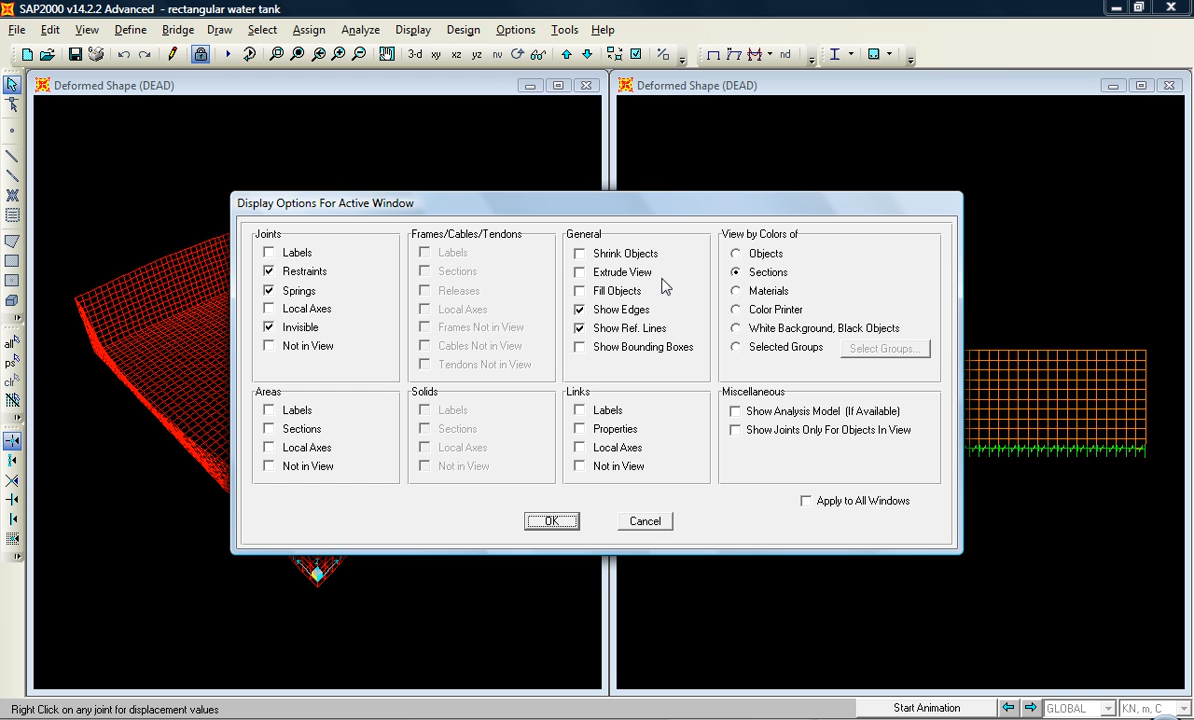 SAP2000 v14.2.2 Advanced  - rectangular water tank
File Edit View Define Bridge Draw Select Assign Analyze Display Design Options Tools Help
3-d xy xz yz nv nd
Deformed Shape (DEAD)
Deformed Shape (DEAD)
all
ps
clr
Display Options For Active Window
Joints
Labels
Restraints
Springs
Local Axes
Invisible
Not in View
Frames/Cables/Tendons
Labels
Sections
Releases
Local Axes
Frames Not in View
Cables Not in View
Tendons Not in View
General
Shrink Objects
Extrude View
Fill Objects
Show Edges
Show Ref. Lines
Show Bounding Boxes
View by Colors of
Objects
Sections
Materials
Color Printer
White Background, Black Objects
Selected Groups Select Groups...
Areas
Labels
Sections
Local Axes
Not in View
Solids
Labels
Sections
Local Axes
Not in View
Links
Labels
Properties
Local Axes
Not in View
Miscellaneous
Show Analysis Model (If Available)
Show Joints Only For Objects In View
Apply to All Windows
OK Cancel
Right Click on any joint for displacement values
Start Animation
GLOBAL
KN, m, C